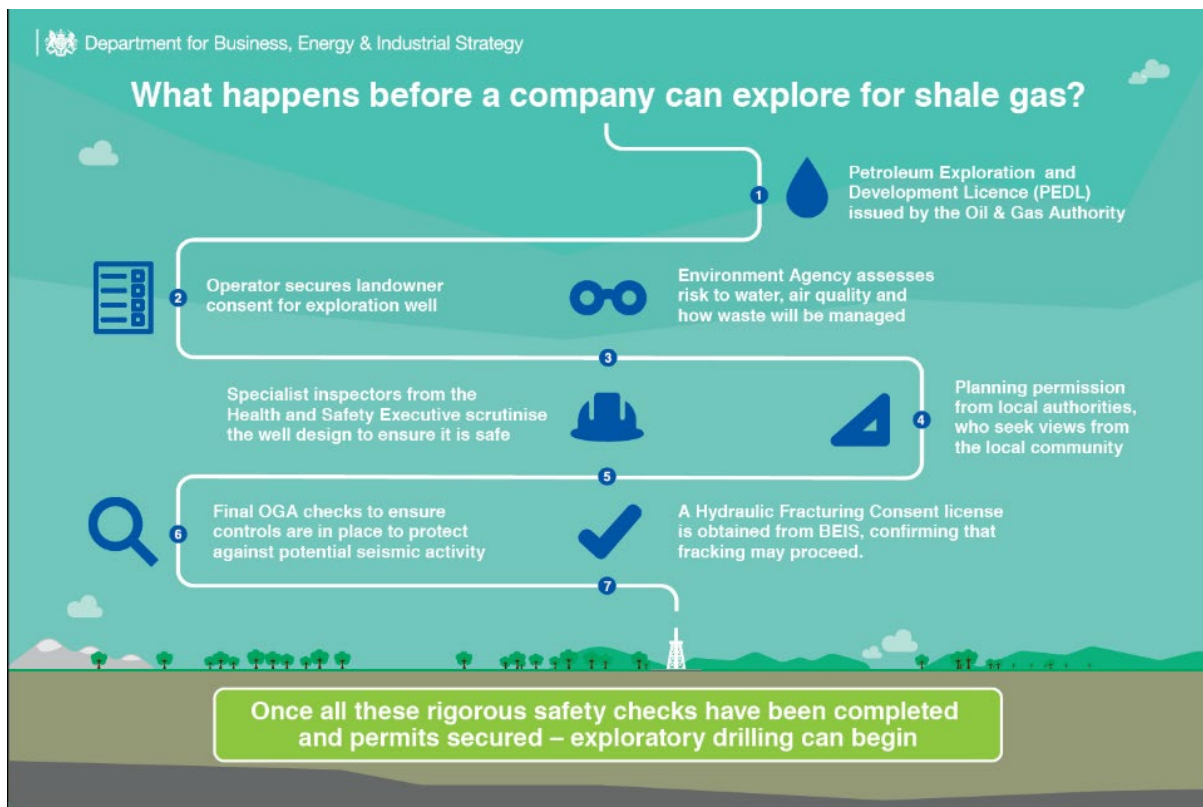 Department for Business, Energy & Industrial Strategy
What happens before a company can explore for shale gas?
1
Petroleum Exploration and
Development Licence (PEDL)
issued by the Oil & Gas Authority
2
Operator secures landowner
consent for exploration well
Environment Agency assesses
risk to water, air quality and
how waste will be managed
3
Planning permission
from local authorities,
who seek views from
the local community
4
Specialist inspectors from the
Health and Safety Executive scrutinise
the well design to ensure it is safe
5
6
Final OGA checks to ensure
controls are in place to protect
against potential seismic activity
A Hydraulic Fracturing Consent license
is obtained from BEIS, confirming that
fracking may proceed.
7
Once all these rigorous safety checks have been completed
and permits secured – exploratory drilling can begin